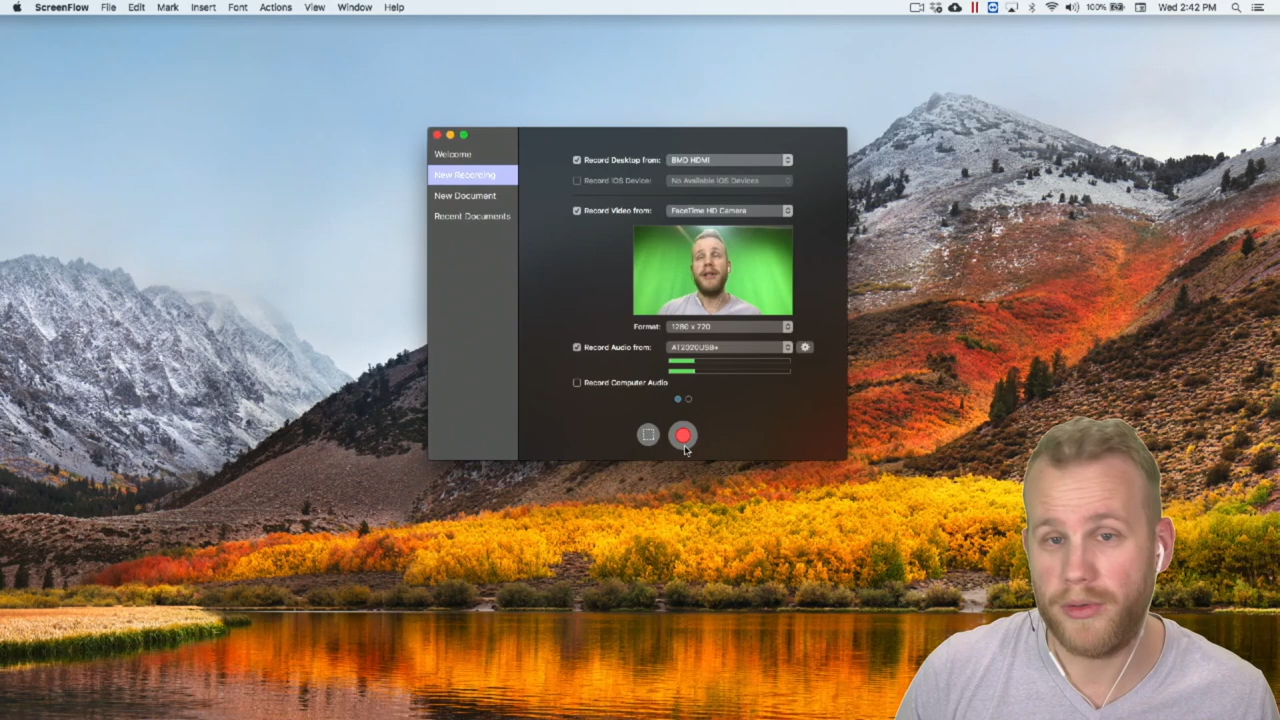 ScreenFlow File Edit Mark Insert Font Actions View Window Help 100% Wed 2:42 PM
Welcome
New Recording
New Document
Recent Documents
Record Desktop from: BMD HDMI
Record iOS Device: No Available iOS Devices
Record Video from: FaceTime HD Camera
Format: 1280 x 720
Record Audio from: AT2020USB+
Record Computer Audio